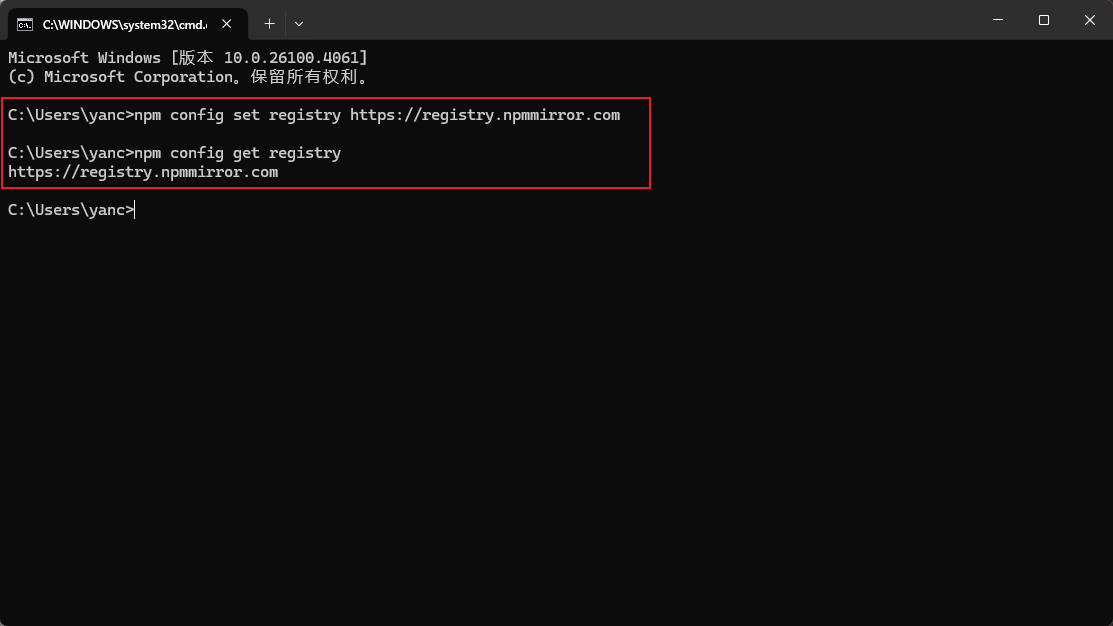 C:\WINDOWS\system32\cmd.
Microsoft Windows [版本 10.0.26100.4061]
(c) Microsoft Corporation。保留所有权利。
C:\Users\yanc>npm config set registry https://registry.npmmirror.com
C:\Users\yanc>npm config get registry
https://registry.npmmirror.com
C:\Users\yanc>